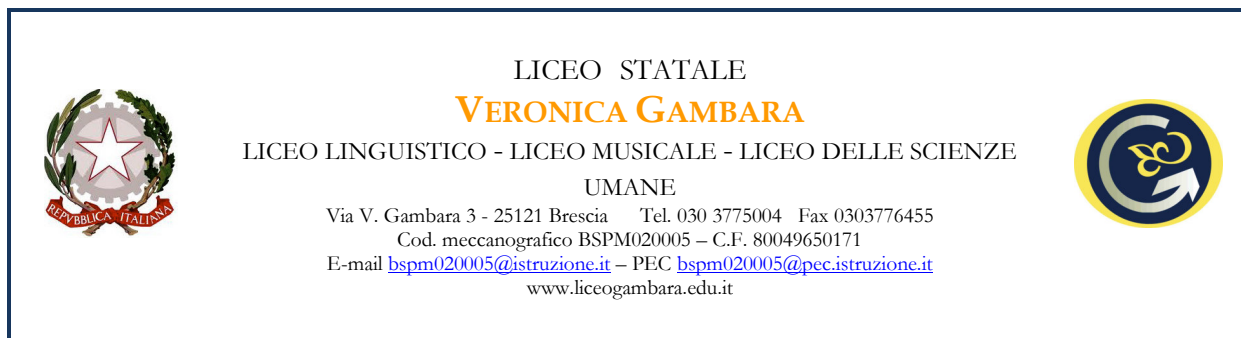 LICEO STATALE
VERONICA GAMBARA
LICEO LINGUISTICO - LICEO MUSICALE - LICEO DELLE SCIENZE
UMANE
Via V. Gambara 3 - 25121 Brescia Tel. 030 3775004 Fax 0303776455
Cod. meccanografico BSPM020005 – C.F. 80049650171
E-mail bspm020005@istruzione.it – PEC bspm020005@pec.istruzione.it
www.liceogambara.edu.it
REPVBBLICA ITALIANA